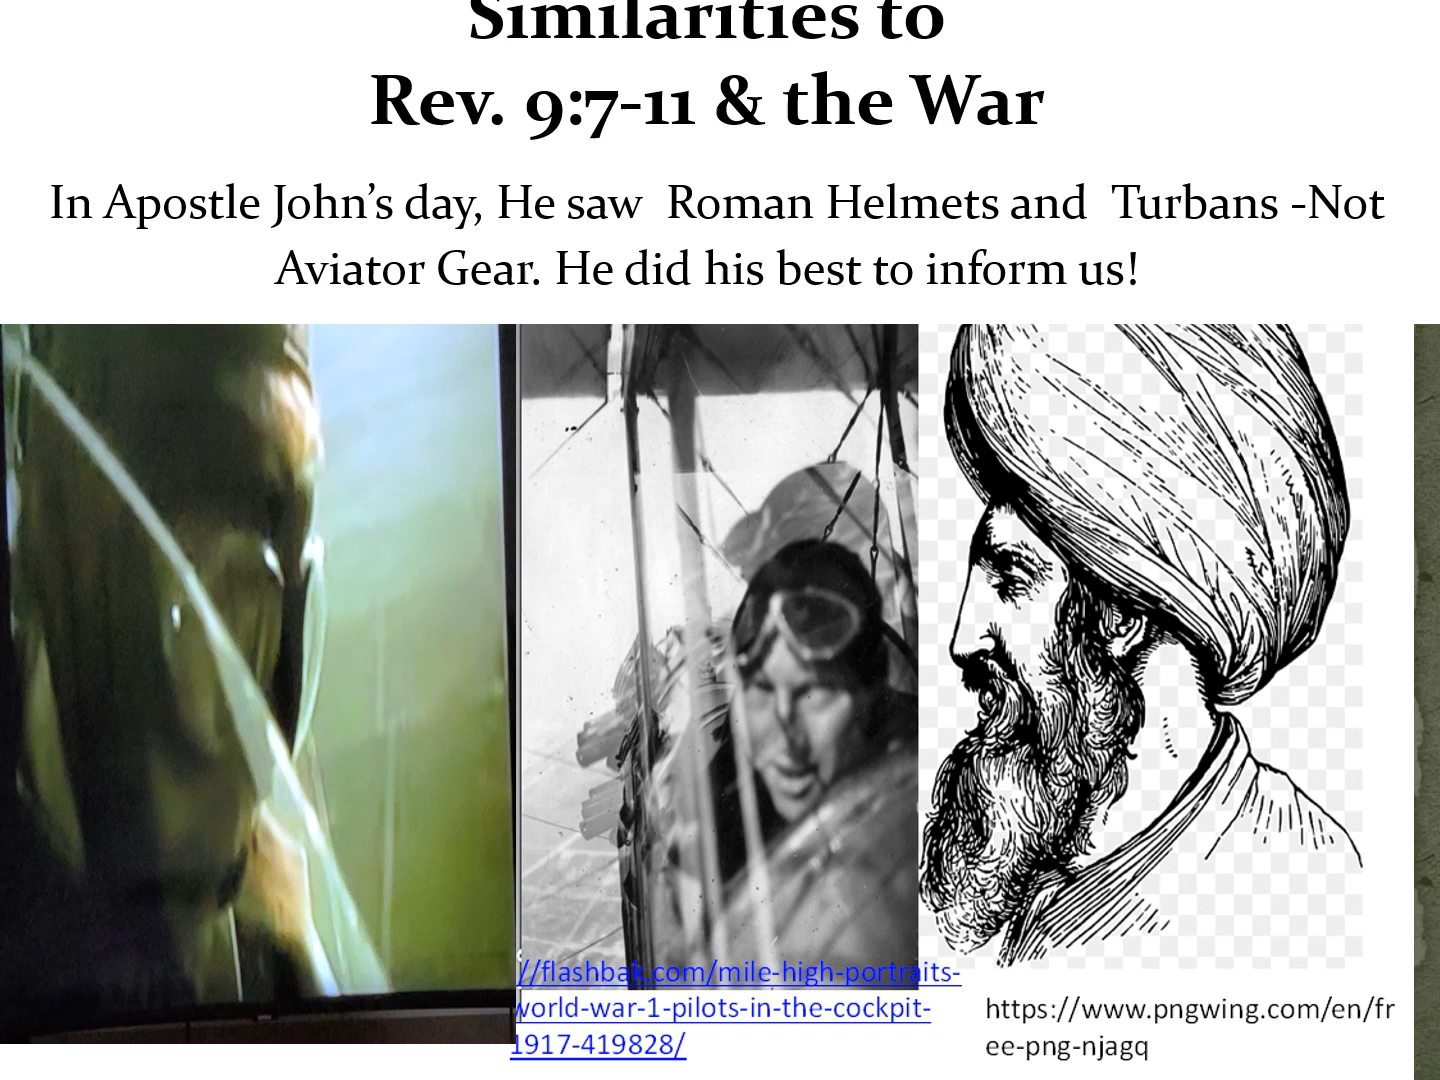 Similarities to
Rev. 9:7-11 & the War
In Apostle John’s day, He saw  Roman Helmets and  Turbans -Not
Aviator Gear. He did his best to inform us!
//flashbak.com/mile-high-portraits-
world-war-1-pilots-in-the-cockpit-
1917-419828/
https://www.pngwing.com/en/fr
ee-png-njagq